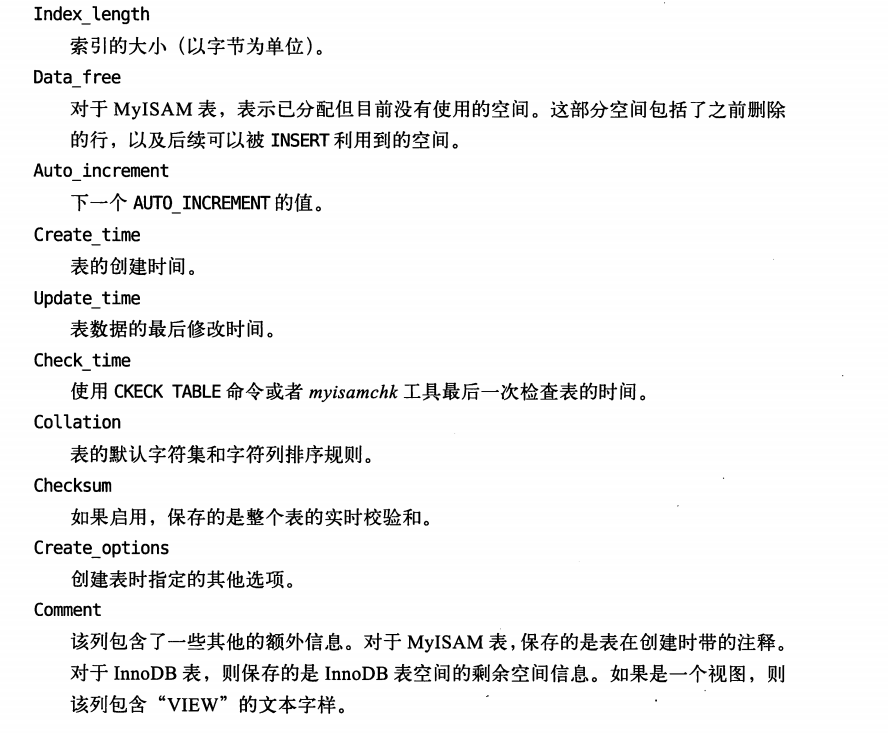 Index_length
索引的大小（以字节为单位）。
Data_free
对于 MyISAM 表，表示已分配但目前没有使用的空间。这部分空间包括了之前删除
的行，以及后续可以被 INSERT 利用到的空间。
Auto_increment
下一个 AUTO_INCREMENT 的值。
Create_time
表的创建时间。
Update_time
表数据的最后修改时间。
Check_time
使用 CKECK TABLE 命令或者 myisamchk 工具最后一次检查表的时间。
Collation
表的默认字符集和字符列排序规则。
Checksum
如果启用，保存的是整个表的实时校验和。
Create_options
创建表时指定的其他选项。
Comment
该列包含了一些其他的额外信息。对于 MyISAM 表，保存的是表在创建时带的注释。
对于 InnoDB 表，则保存的是 InnoDB 表空间的剩余空间信息。如果是一个视图，则
该列包含“VIEW”的文本字样。